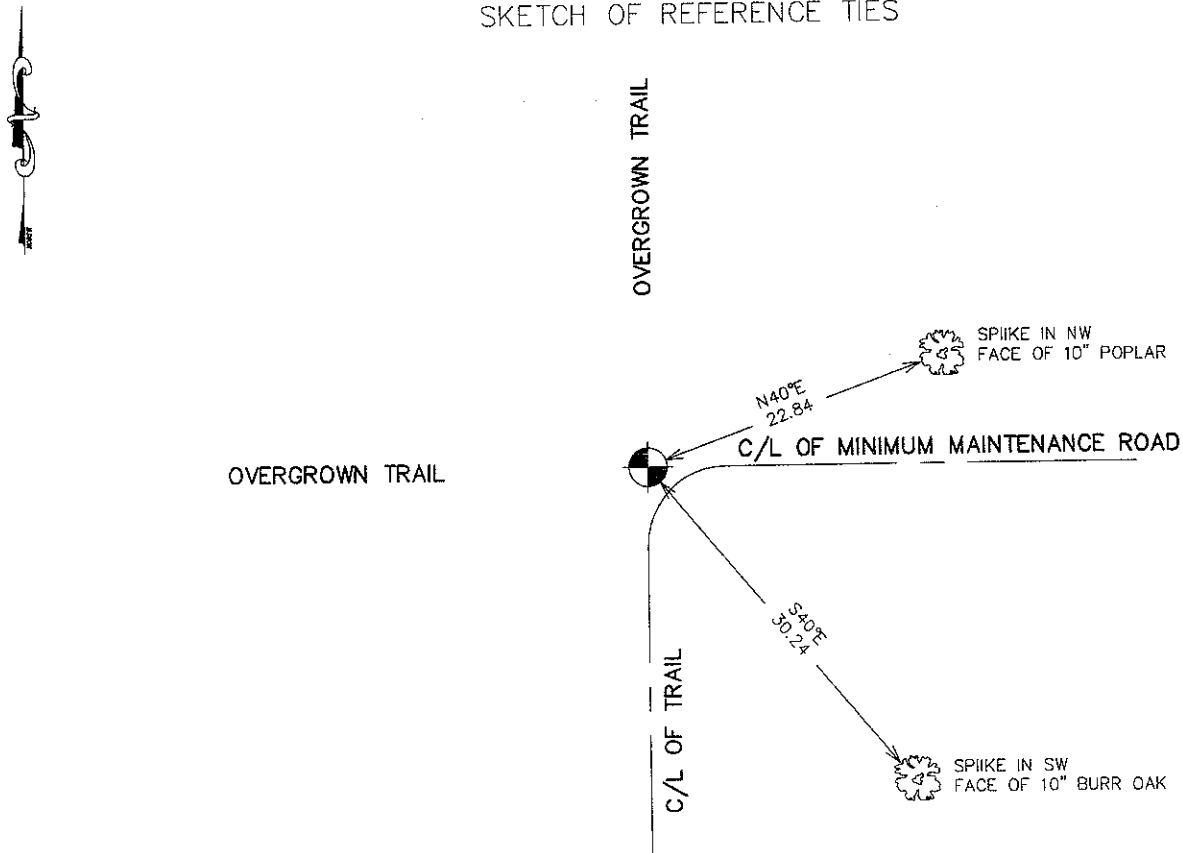 SKETCH OF REFERENCE TIES
OVERGROWN TRAIL
SPIIKE IN NW
FACE OF 10" POPLAR
N40°E
22.84
C/L OF MINIMUM MAINTENANCE ROAD
OVERGROWN TRAIL
S40°E
30.24
C/L OF TRAIL
SPIIKE IN SW
FACE OF 10" BURR OAK